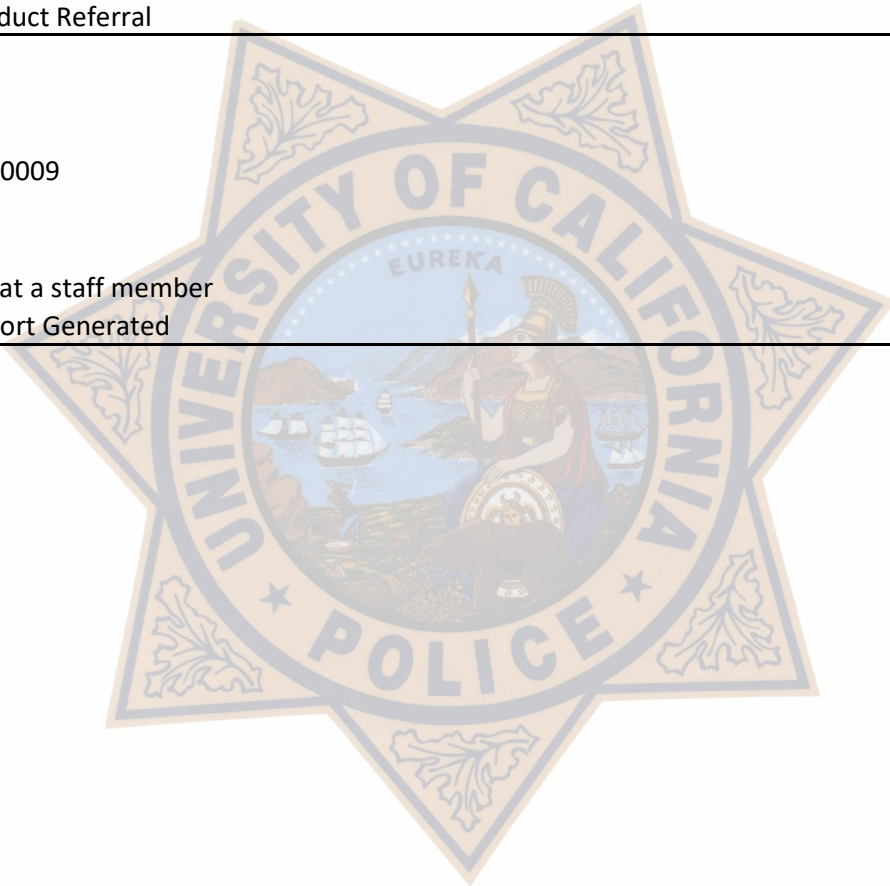 duct Referral
0009
at a staff member
ort Generated
UNIVERSITY OF CALIFORNIA
EUREKA
POLICE